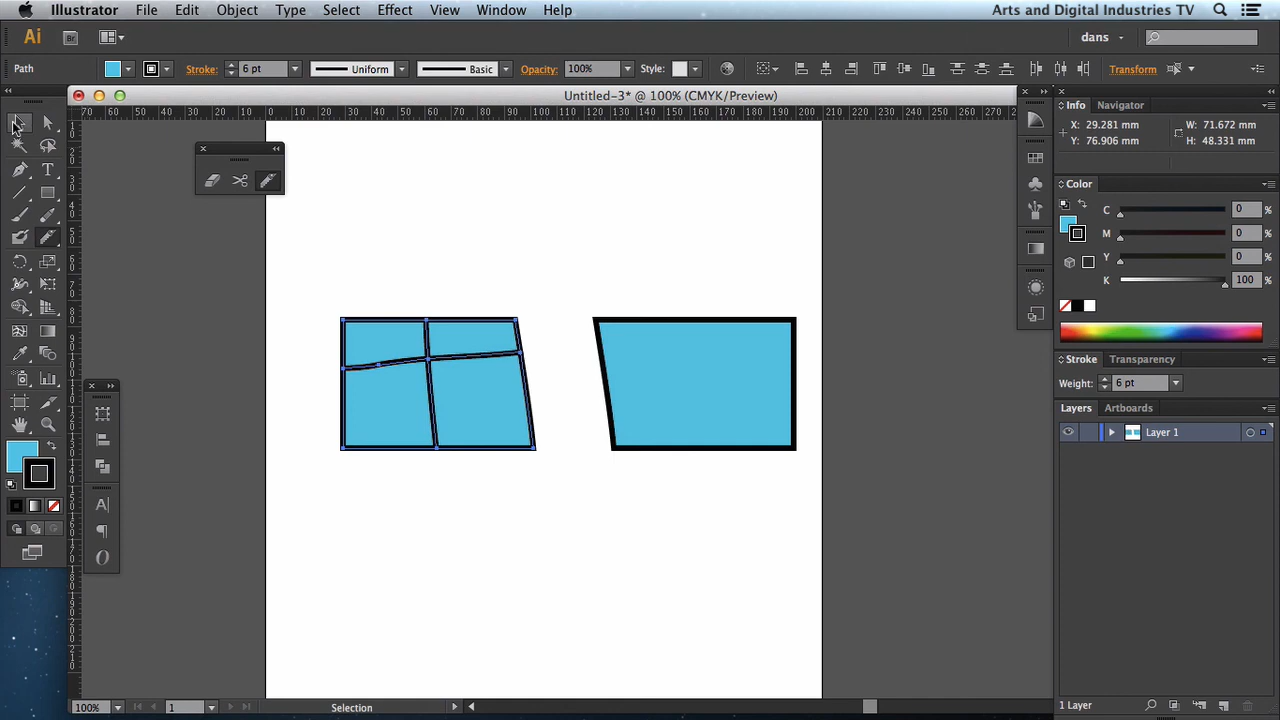 Illustrator File Edit Object Type Select Effect View Window Help Arts and Digital Industries TV
Ai Br dans
Path Stroke: 6 pt Uniform Basic Opacity: 100% Style: Transform
Untitled-3* @ 100% (CMYK/Preview)
Info Navigator
X: 29.281 mm W: 71.672 mm
Y: 76.906 mm H: 48.331 mm
Color
C 0 %
M 0 %
Y 0 %
K 100 %
Stroke Transparency
Weight: 6 pt
Layers Artboards
Layer 1
1 Layer
100% 1 Selection